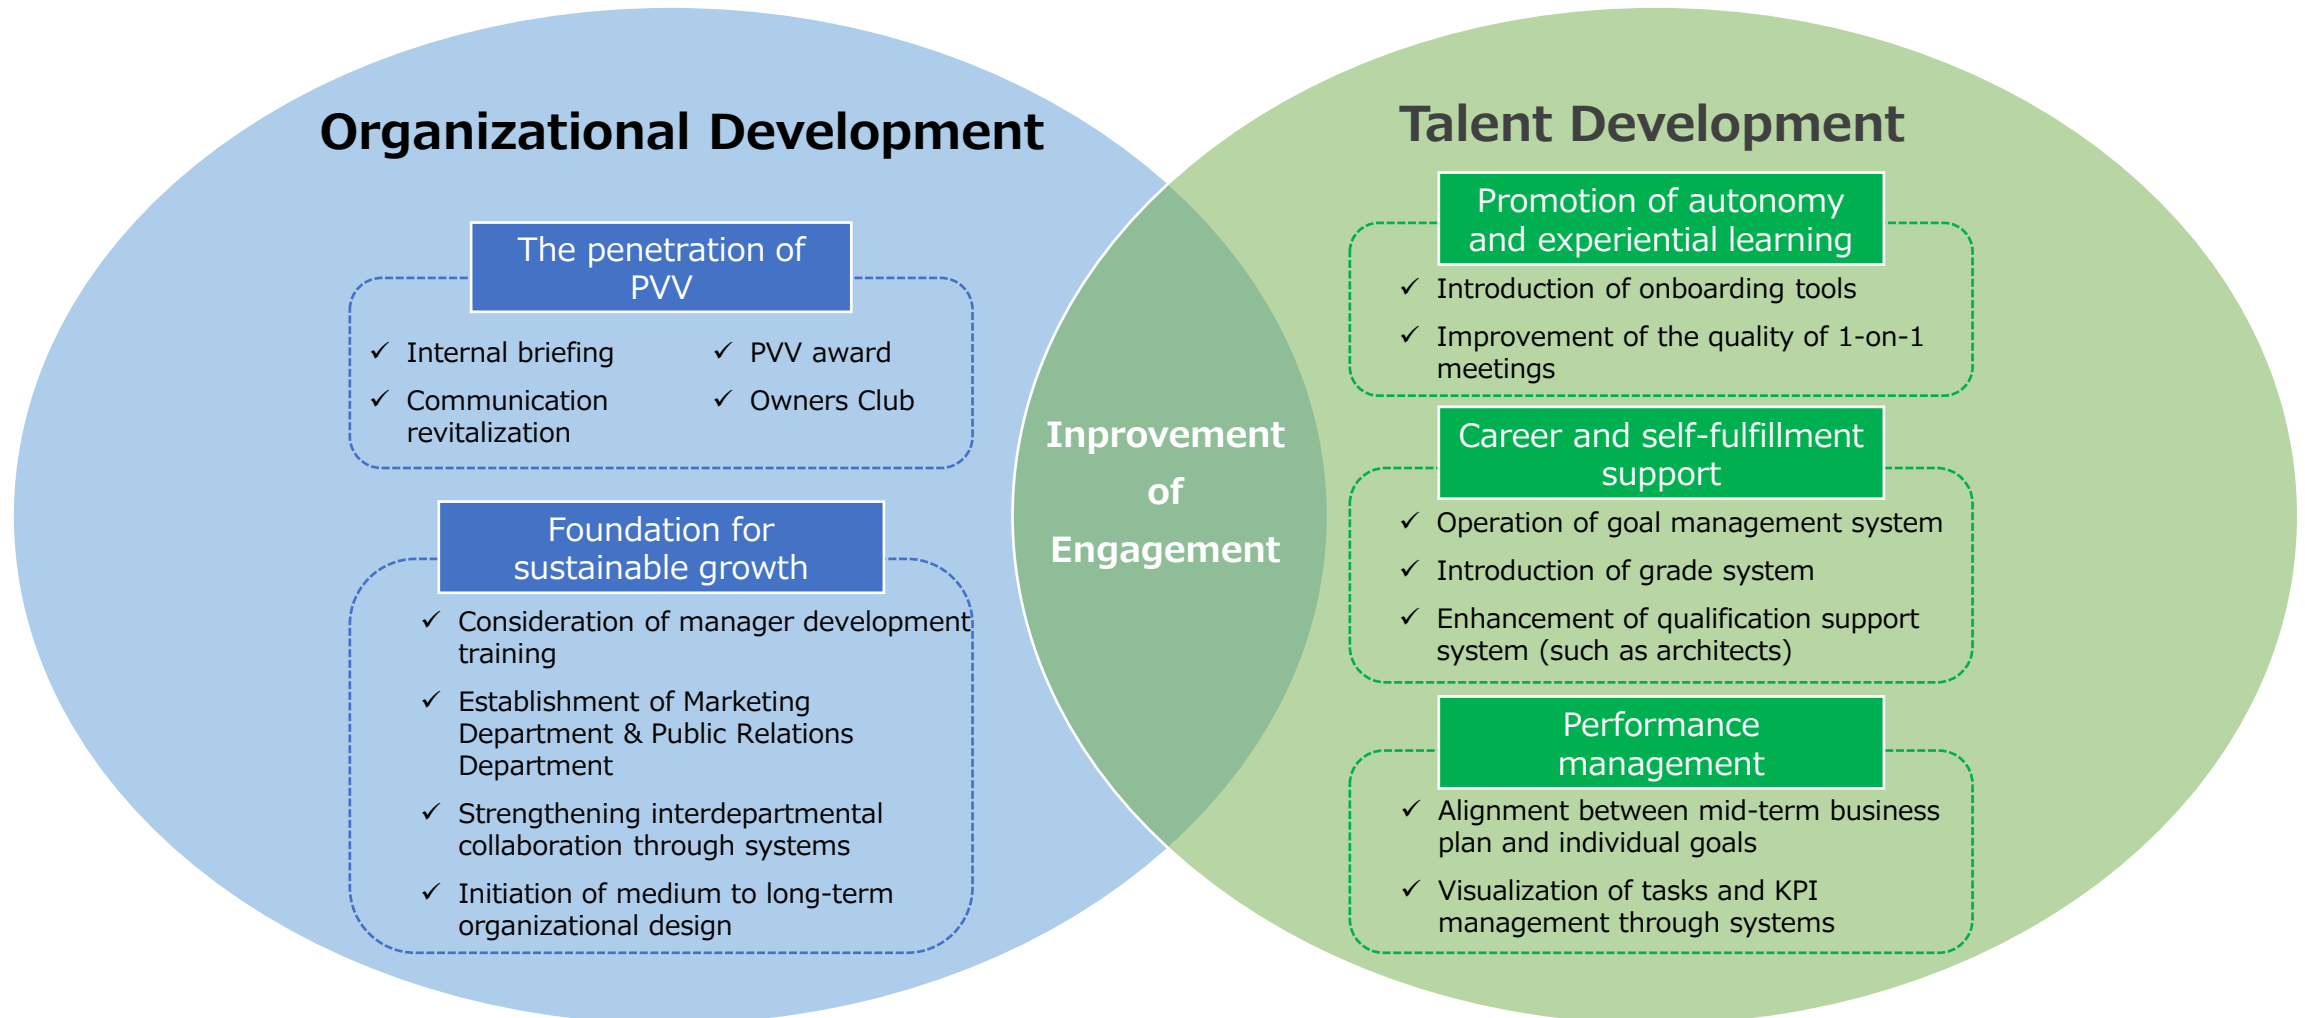 Organizational Development
The penetration of
PVV
✓ Internal briefing
✓ Communication
revitalization
✓ PVV award
✓ Owners Club
Foundation for
sustainable growth
✓ Consideration of manager development
training
✓ Establishment of Marketing
Department & Public Relations
Department
✓ Strengthening interdepartmental
collaboration through systems
✓ Initiation of medium to long-term
organizational design
Inprovement
of
Engagement
Talent Development
Promotion of autonomy
and experiential learning
✓ Introduction of onboarding tools
✓ Improvement of the quality of 1-on-1
meetings
Career and self-fulfillment
support
✓ Operation of goal management system
✓ Introduction of grade system
✓ Enhancement of qualification support
system (such as architects)
Performance
management
✓ Alignment between mid-term business
plan and individual goals
✓ Visualization of tasks and KPI
management through systems